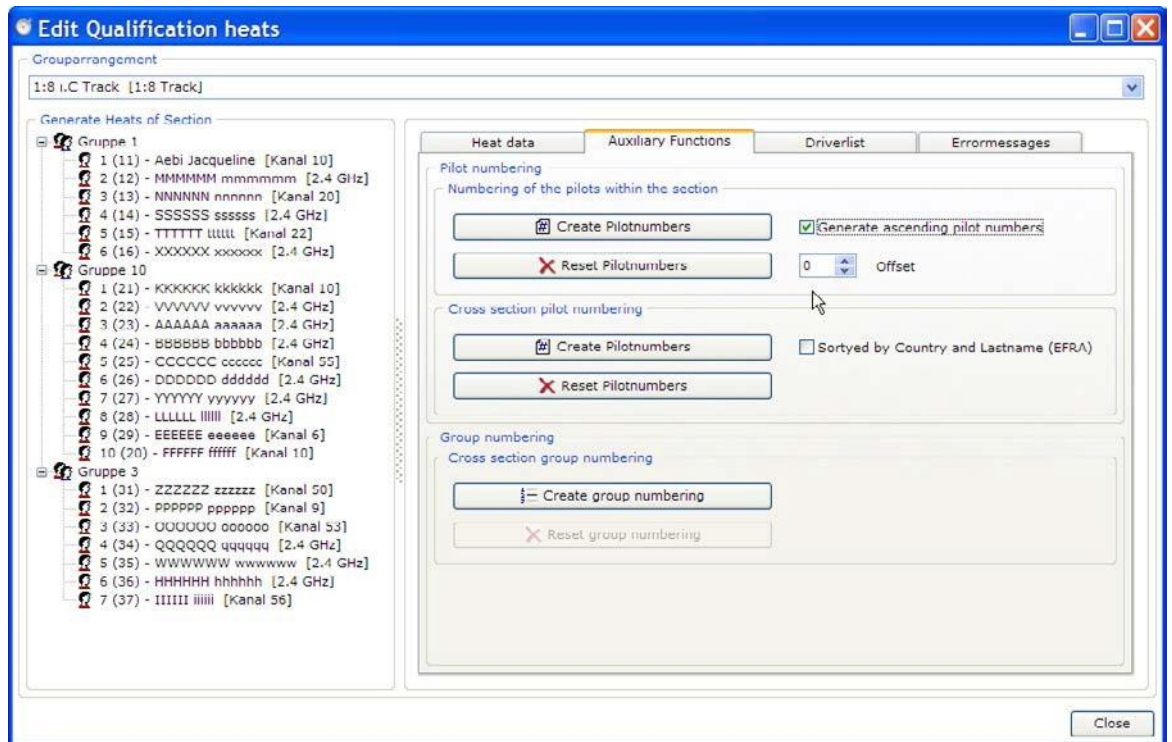 Edit Qualification heats
Grouparrangement
1:8 I.C Track [1:8 Track]
Generate Heats of Section
Gruppe 1
1 (11) - Aebi Jacqueline [Kanal 10]
2 (12) - MMMMMM mmmmmm [2.4 GHz]
3 (13) - NNNNNN nnnnnn [Kanal 20]
4 (14) - SSSSSS ssssss [2.4 GHz]
5 (15) - TTTTTT tttttt [Kanal 22]
6 (16) - XXXXXX xxxxxx [2.4 GHz]
Gruppe 10
1 (21) - KKKKKK kkkkkk [Kanal 10]
2 (22) - VVVVVV vvvvvv [2.4 GHz]
3 (23) - AAAAAA aaaaaa [2.4 GHz]
4 (24) - BBBBBB bbbbbb [2.4 GHz]
5 (25) - CCCCCC cccccc [Kanal 55]
6 (26) - DDDDDD dddddd [2.4 GHz]
7 (27) - YYYYYY yyyyyy [2.4 GHz]
8 (28) - LLLLLL llllll [2.4 GHz]
9 (29) - EEEEEE eeeeee [Kanal 6]
10 (20) - FFFFFF ffffff [Kanal 10]
Gruppe 3
1 (31) - ZZZZZZ zzzzzz [Kanal 50]
2 (32) - PPPPPP pppppp [Kanal 9]
3 (33) - OOOOOO oooooo [Kanal 53]
4 (34) - QQQQQQ qqqqqq [2.4 GHz]
5 (35) - WWWWWW wwwwww [2.4 GHz]
6 (36) - HHHHHH hhhhhh [2.4 GHz]
7 (37) - IIIIII iiiiii [Kanal 56]
Heat data
Auxiliary Functions
Driverlist
Errormessages
Pilot numbering
Numbering of the pilots within the section
Create Pilotnumbers
Generate ascending pilot numbers
Reset Pilotnumbers
0
Offset
Cross section pilot numbering
Create Pilotnumbers
Sortyed by Country and Lastname (EFRA)
Reset Pilotnumbers
Group numbering
Cross section group numbering
Create group numbering
Reset group numbering
Close